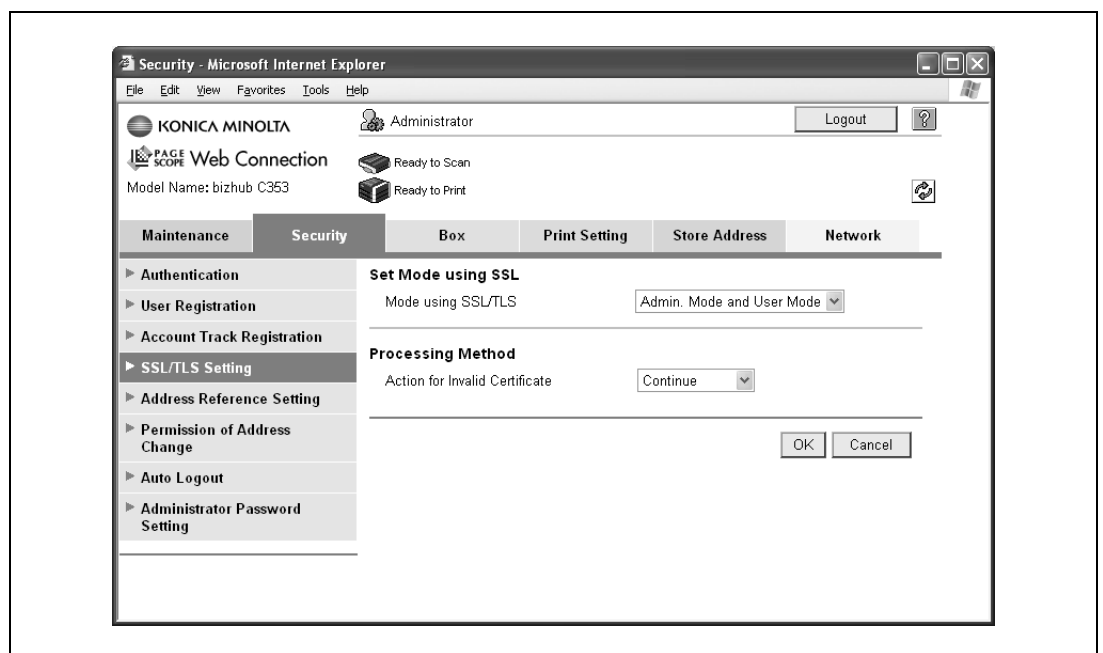 Security - Microsoft Internet Explorer
File Edit View Favorites Tools Help
KONICA MINOLTA
Administrator
Logout
?
PAGE SCOPE Web Connection
Ready to Scan
Model Name: bizhub C353
Ready to Print
Maintenance Security Box Print Setting Store Address Network
Authentication
User Registration
Account Track Registration
SSL/TLS Setting
Address Reference Setting
Permission of Address
Change
Auto Logout
Administrator Password
Setting
Set Mode using SSL
Mode using SSL/TLS Admin. Mode and User Mode
Processing Method
Action for Invalid Certificate Continue
OK Cancel